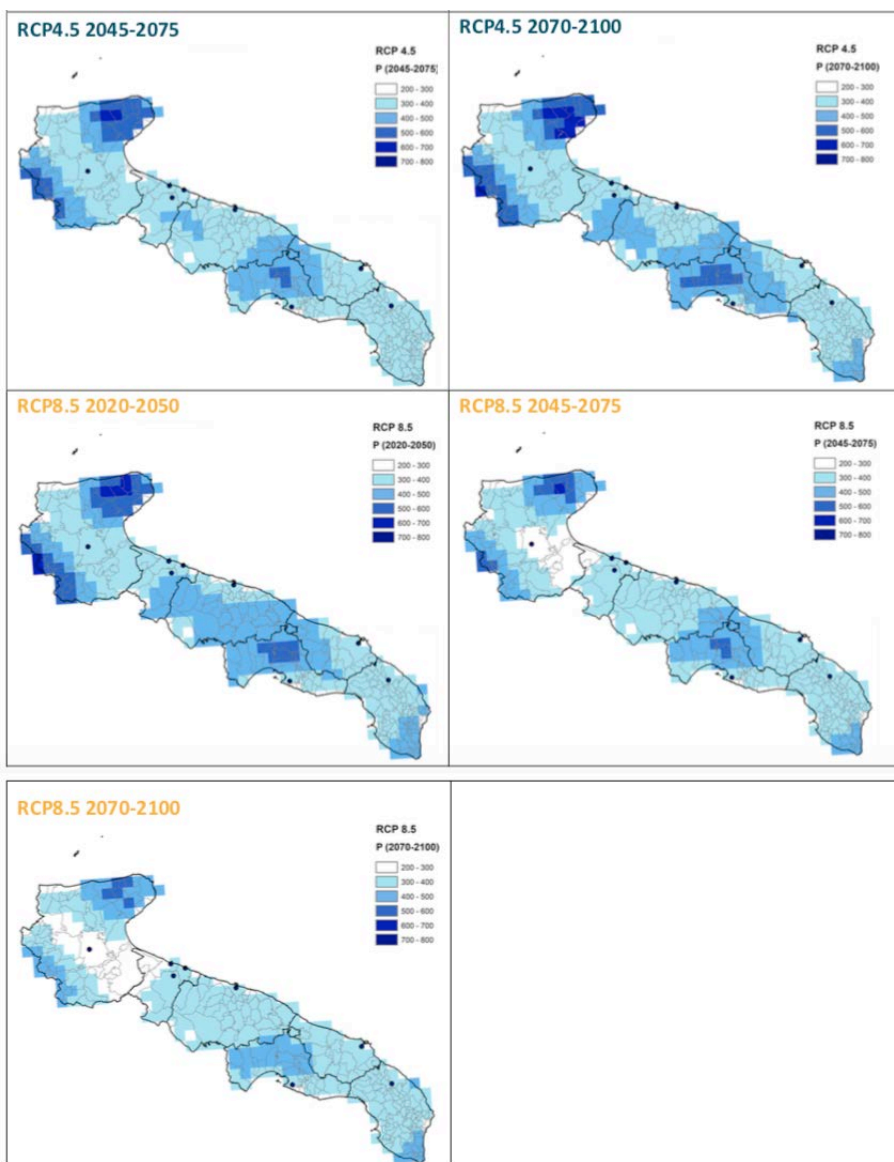 RCP4.5 2045-2075
RCP 4.5
P (2045-2075)
200 - 300
300 - 400
400 - 500
500 - 600
600 - 700
700 - 800
RCP4.5 2070-2100
RCP 4.5
P (2070-2100)
200 - 300
300 - 400
400 - 500
500 - 600
600 - 700
700 - 800
RCP8.5 2020-2050
RCP 8.5
P (2020-2050)
200 - 300
300 - 400
400 - 500
500 - 600
600 - 700
700 - 800
RCP8.5 2045-2075
RCP 8.5
P (2045-2075)
200 - 300
300 - 400
400 - 500
500 - 600
600 - 700
700 - 800
RCP8.5 2070-2100
RCP 8.5
P (2070-2100)
200 - 300
300 - 400
400 - 500
500 - 600
600 - 700
700 - 800